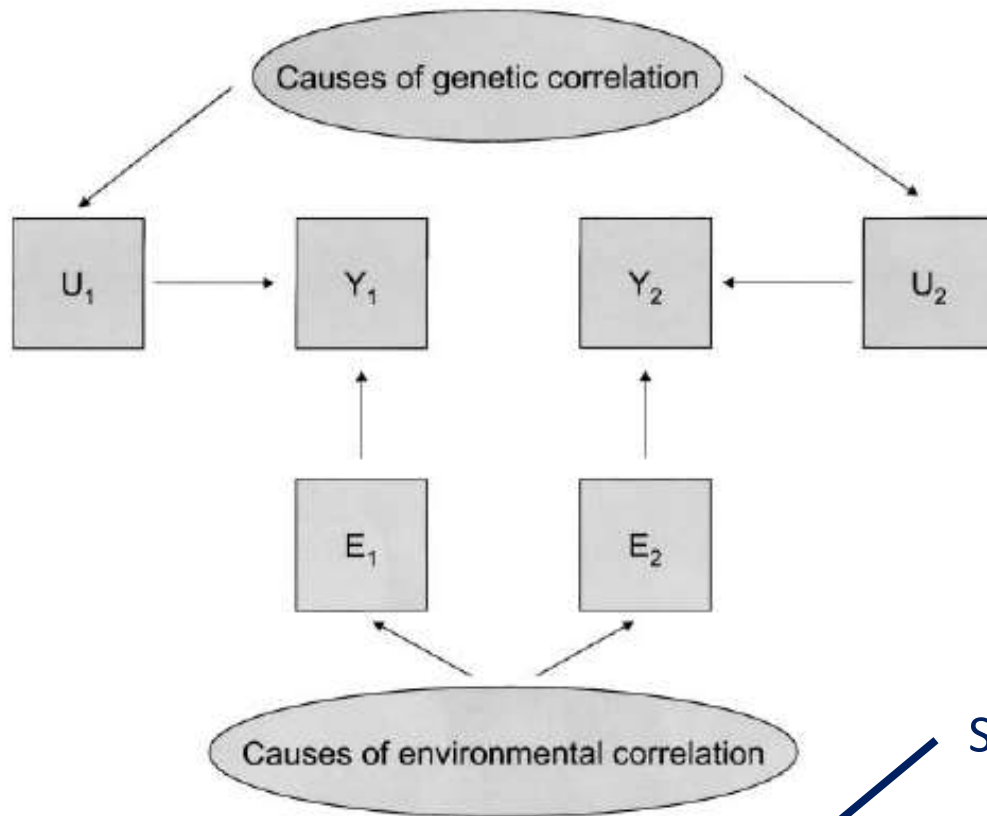 Causes of genetic correlation
U₁
Y₁
Y₂
U₂
E₁
E₂
Causes of environmental correlation
S